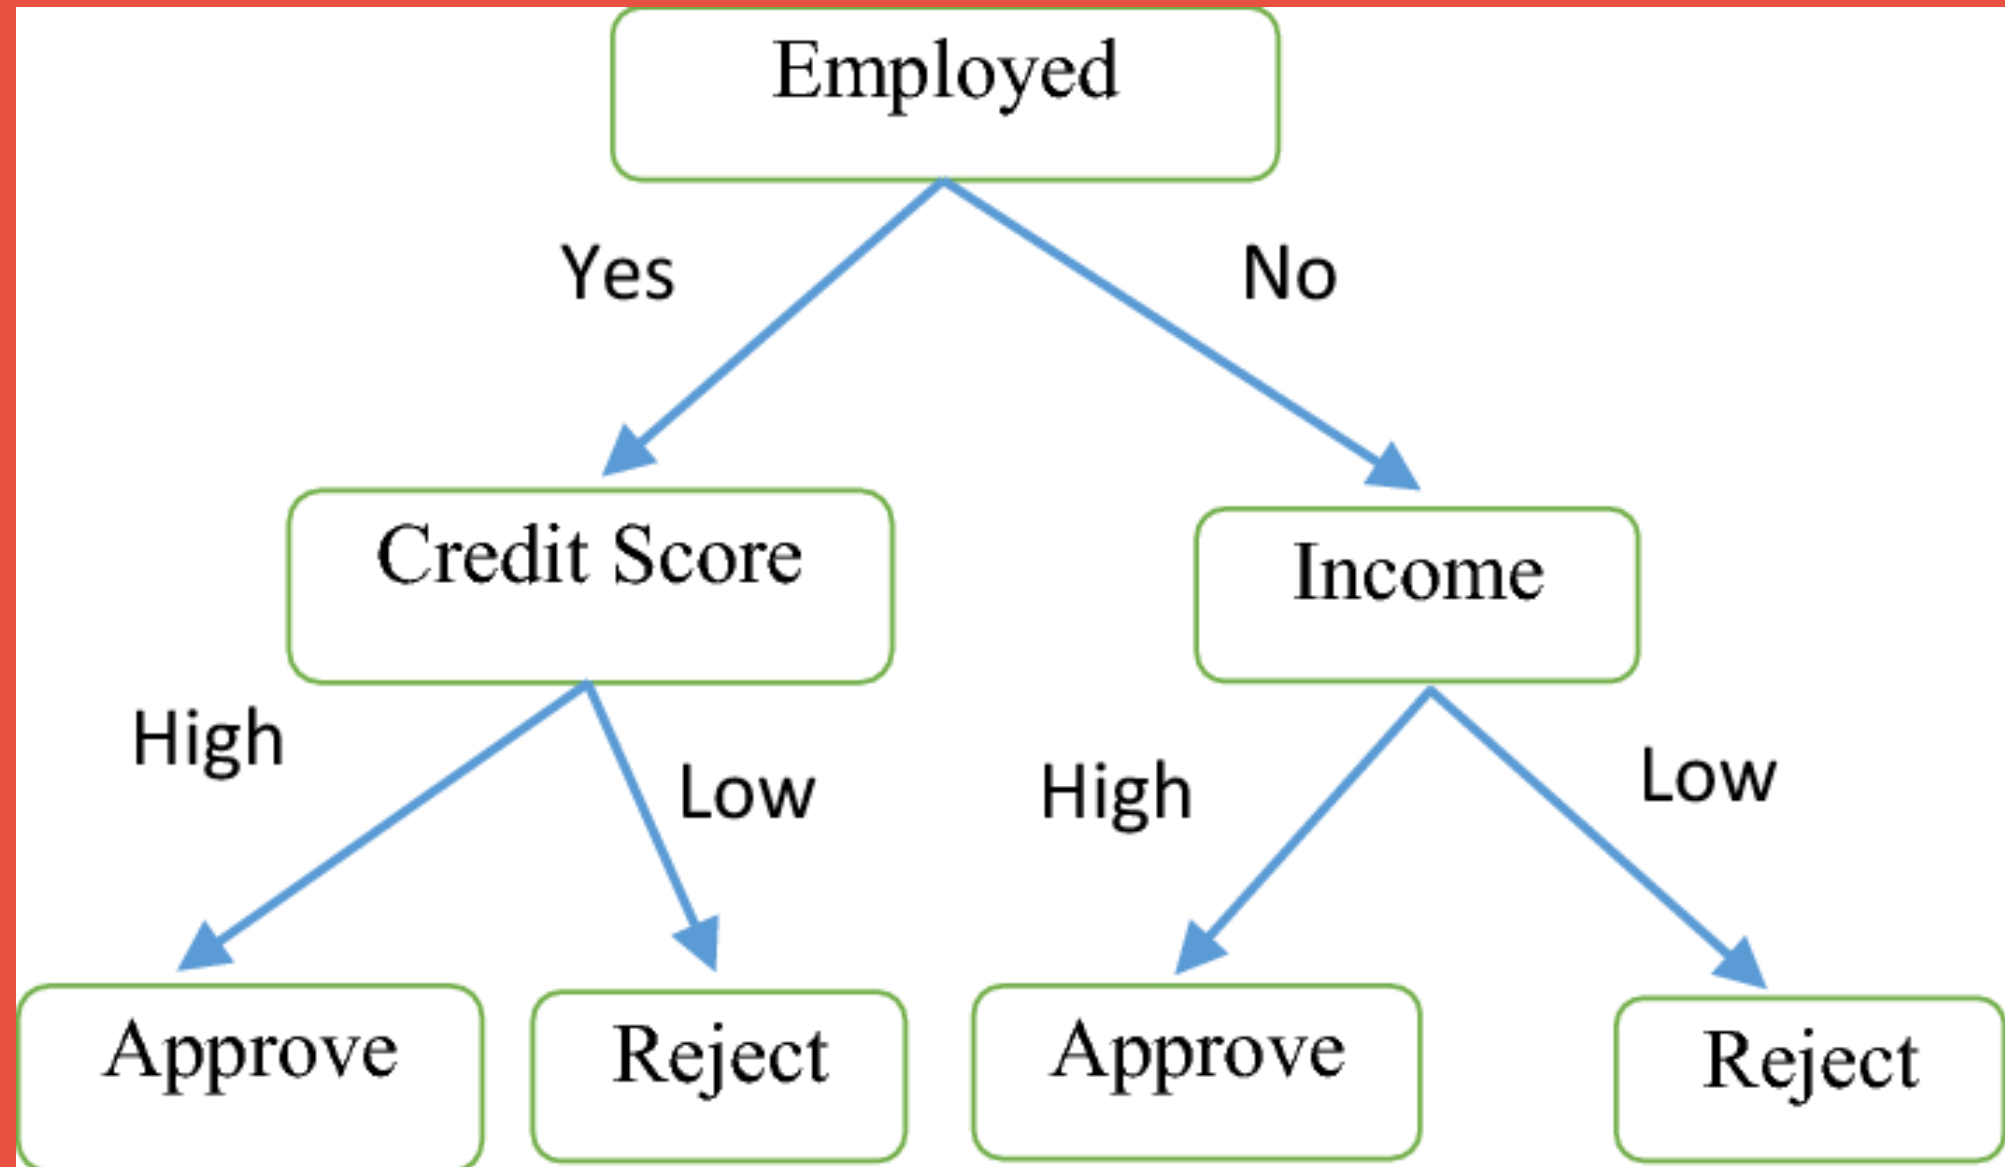 Employed
Yes
No
Credit Score
Income
High
Low
High
Low
Approve
Reject
Approve
Reject